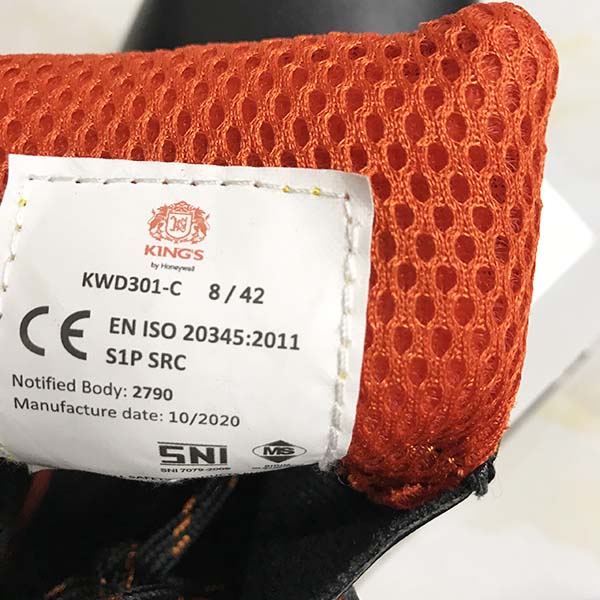 KING'S
by Honeywell
KWD301-C 8 / 42
CE EN ISO 20345:2011
S1P SRC
Notified Body: 2790
Manufacture date: 10/2020
SNI MS
SNI 7079-2009